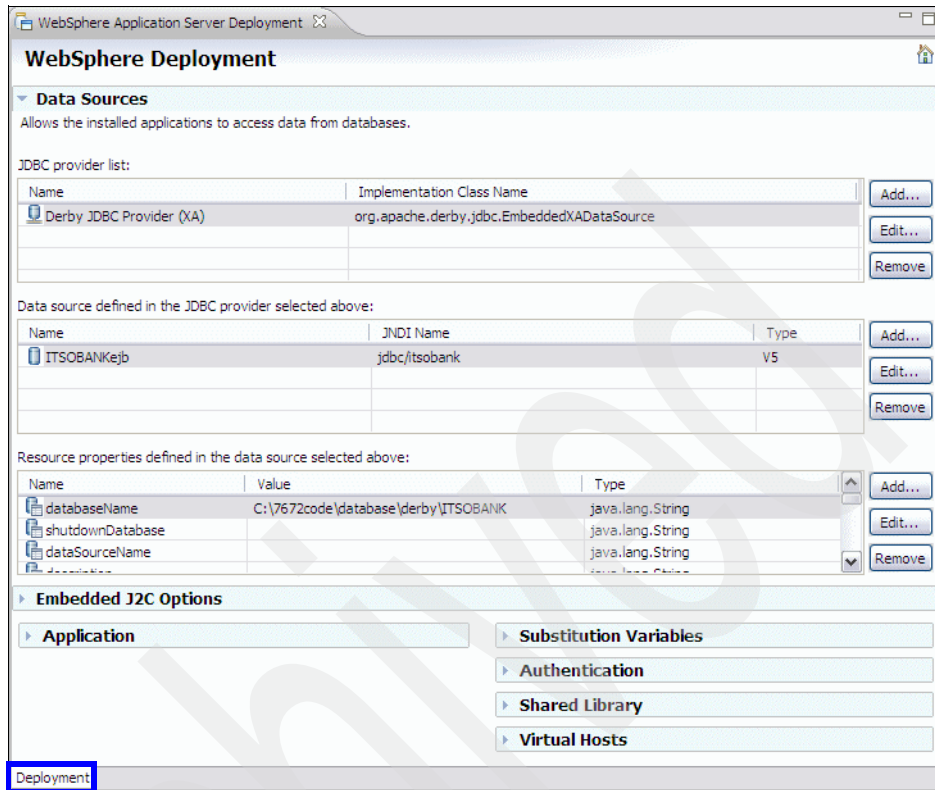 WebSphere Application Server Deployment
WebSphere Deployment
Data Sources
Allows the installed applications to access data from databases.
JDBC provider list:
Name Implementation Class Name
Add...
Derby JDBC Provider (XA) org.apache.derby.jdbc.EmbeddedXADataSource
Edit...
Remove
Data source defined in the JDBC provider selected above:
Name JNDI Name Type
Add...
ITSOBANKejb jdbc/itsobank V5
Edit...
Remove
Resource properties defined in the data source selected above:
Name Value Type
Add...
databaseName C:\7672code\database\derby\ITSOBANK java.lang.String
shutdownDatabase java.lang.String
Edit...
dataSourceName java.lang.String
Remove
description java.lang.String
Embedded J2C Options
Application
Substitution Variables
Authentication
Shared Library
Virtual Hosts
Deployment